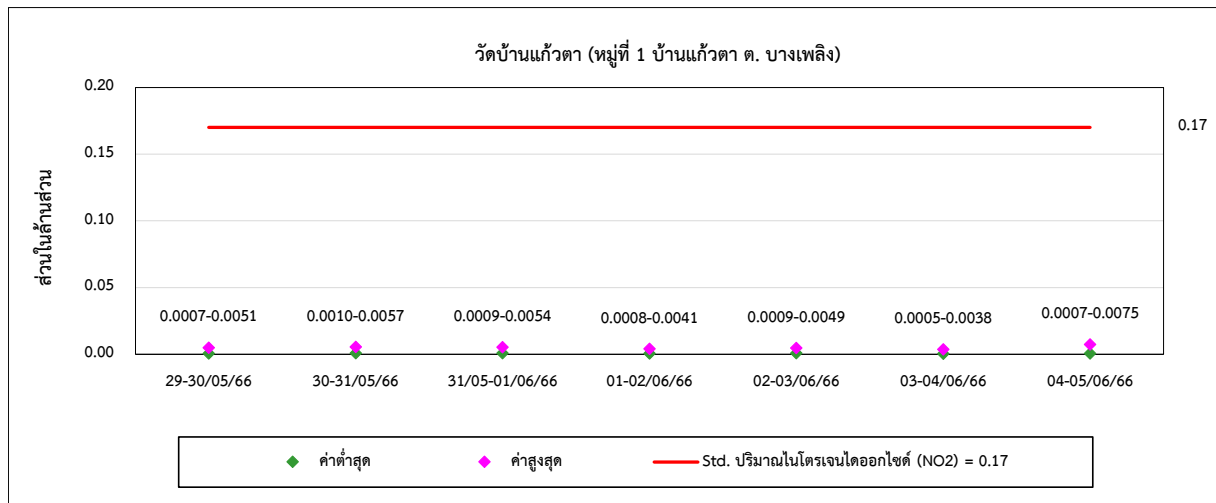 วัดบ้านแก้วตา (หมู่ที่ 1 บ้านแก้วตา ต. บางเพลิง)
0.20
0.17
0.15
0.10
0.05
0.00
ส่วนในล้านส่วน
0.0007-0.0051 0.0010-0.0057 0.0009-0.0054 0.0008-0.0041 0.0009-0.0049 0.0005-0.0038 0.0007-0.0075
29-30/05/66 30-31/05/66 31/05-01/06/66 01-02/06/66 02-03/06/66 03-04/06/66 04-05/06/66
ค่าต่ำสุด ค่าสูงสุด Std. ปริมาณไนโตรเจนไดออกไซด์ (NO2) = 0.17